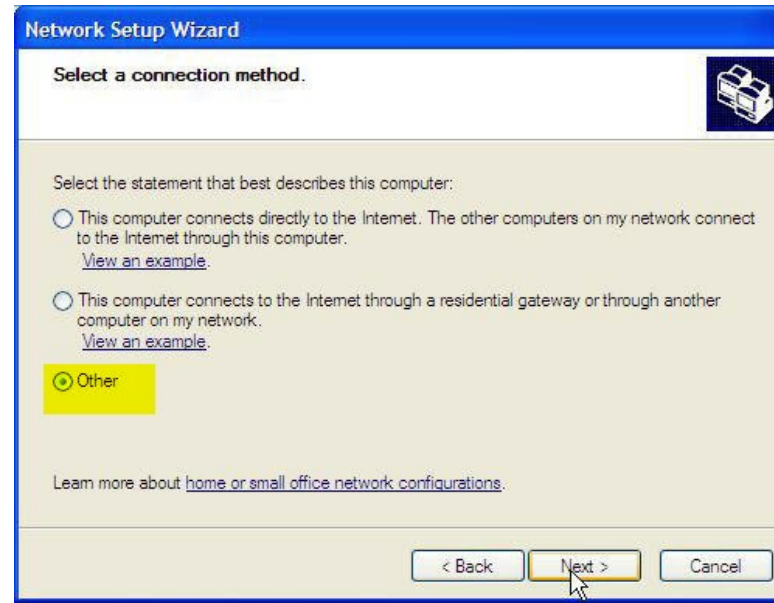 Network Setup Wizard
Select a connection method.
Select the statement that best describes this computer:
This computer connects directly to the Internet. The other computers on my network connect
to the Internet through this computer.
View an example.
This computer connects to the Internet through a residential gateway or through another
computer on my network.
View an example.
Other
Learn more about home or small office network configurations.
< Back Next > Cancel